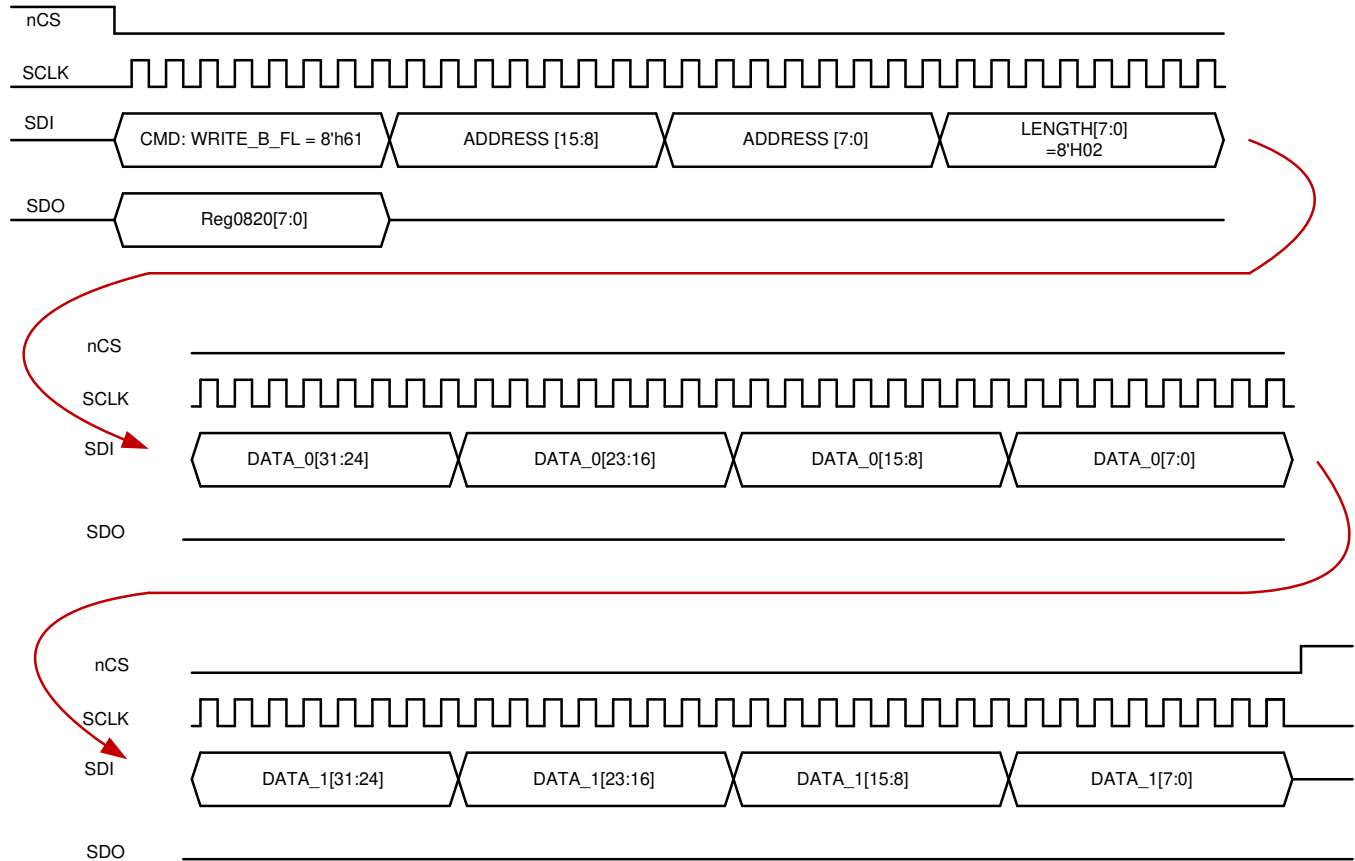 nCS
SCLK
SDI
CMD: WRITE_B_FL = 8'h61
ADDRESS [15:8]
ADDRESS [7:0]
LENGTH[7:0]
=8'H02
SDO
Reg0820[7:0]
nCS
SCLK
SDI
DATA_0[31:24]
DATA_0[23:16]
DATA_0[15:8]
DATA_0[7:0]
SDO
nCS
SCLK
SDI
DATA_1[31:24]
DATA_1[23:16]
DATA_1[15:8]
DATA_1[7:0]
SDO